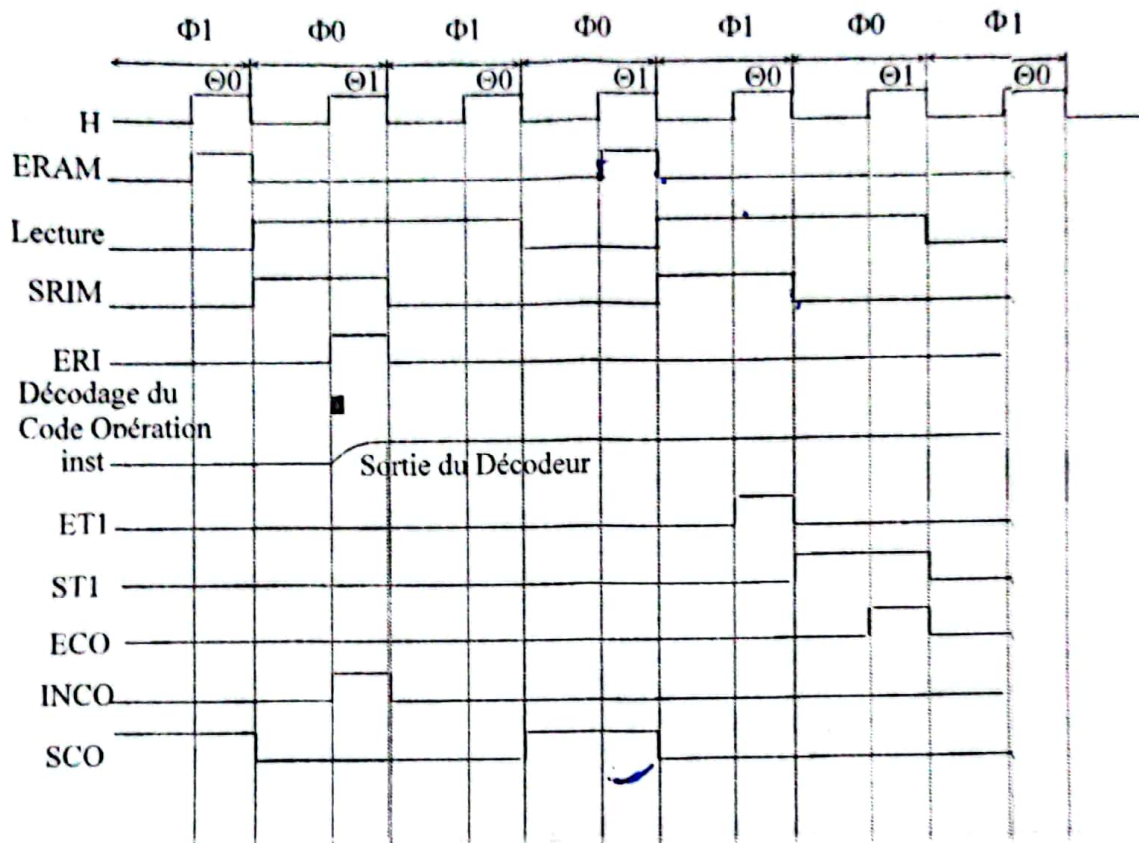 Φ1 Φ0 Φ1 Φ0 Φ1 Φ0 Φ1
Θ0 Θ1 Θ0 Θ1 Θ0 Θ1 Θ0
H
ERAM
Lecture
SRIM
ERI
Décodage du
Code Opération
inst
Sortie du Décodeur
ET1
ST1
ECO
INCO
SCO